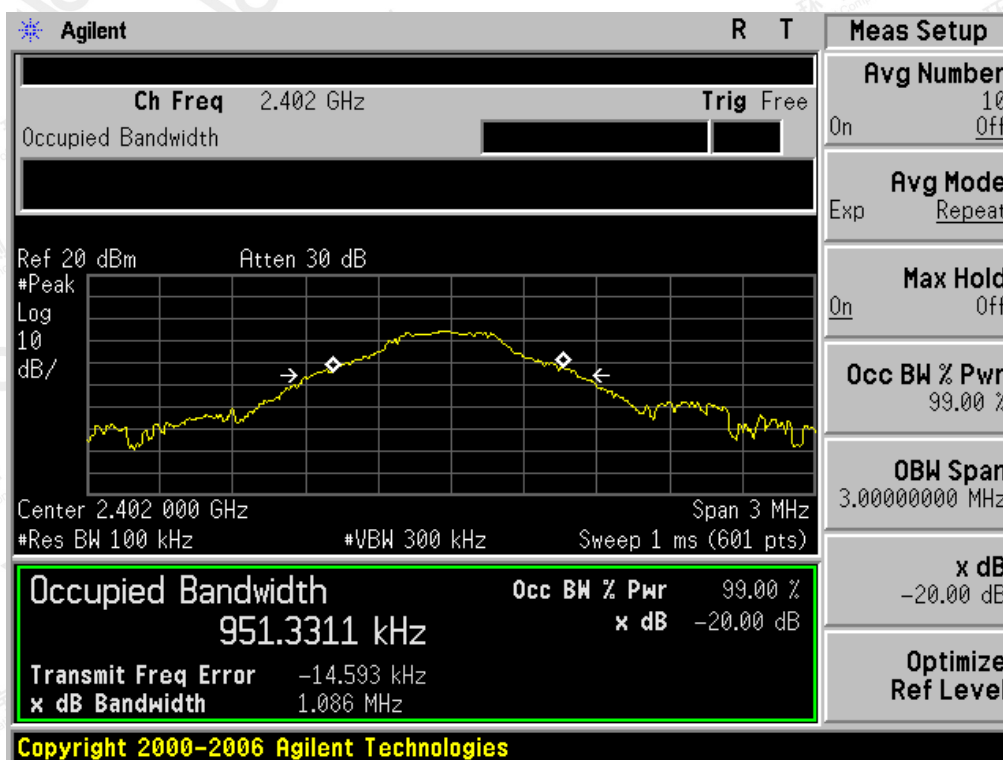 Agilent R T
Ch Freq 2.402 GHz Trig Free
Occupied Bandwidth
Ref 20 dBm Atten 30 dB
#Peak
Log
10
dB/
Center 2.402 000 GHz Span 3 MHz
#Res BW 100 kHz #VBW 300 kHz Sweep 1 ms (601 pts)
Occupied Bandwidth
951.3311 kHz
Occ BW % Pwr 99.00 %
x dB -20.00 dB
Transmit Freq Error -14.593 kHz
x dB Bandwidth 1.086 MHz
Copyright 2000-2006 Agilent Technologies
Meas Setup
Avg Number
10
On Off
Avg Mode
Exp Repeat
Max Hold
On Off
Occ BW % Pwr
99.00 %
OBW Span
3.00000000 MHz
x dB
-20.00 dB
Optimize
Ref Level